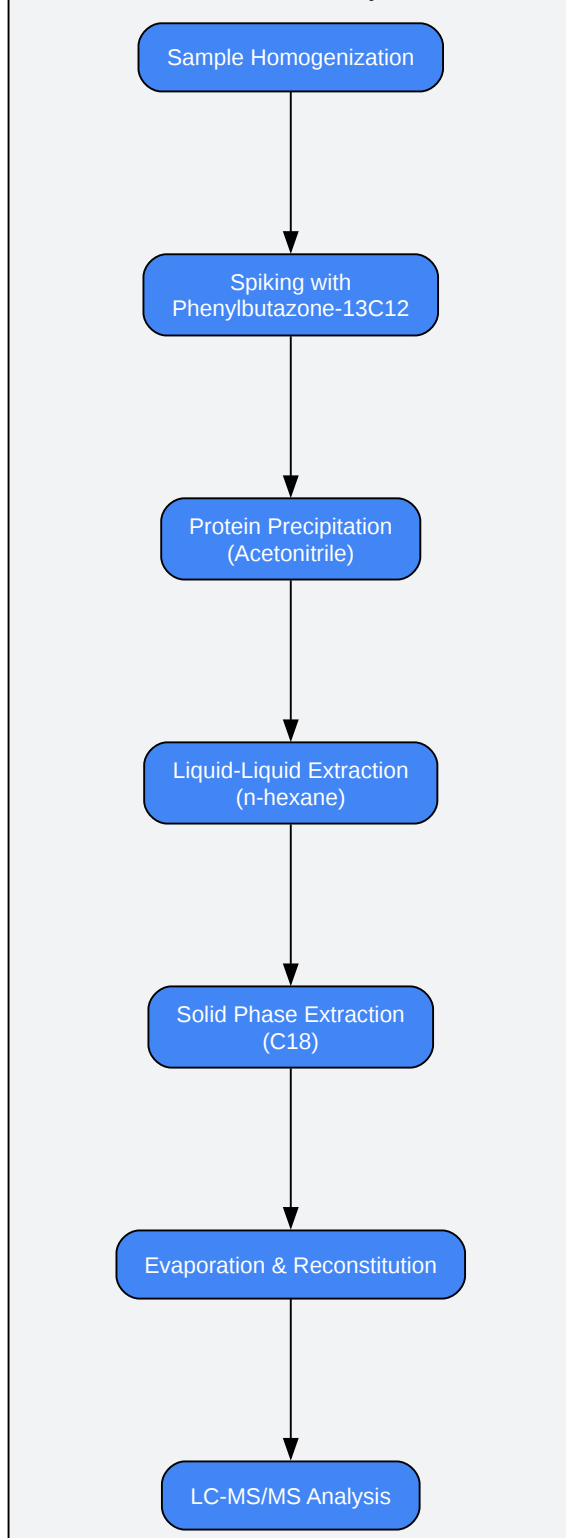 Sample Homogenization
Spiking with
Phenylbutazone-13C12
Protein Precipitation
(Acetonitrile)
Liquid-Liquid Extraction
(n-hexane)
Solid Phase Extraction
(C18)
Evaporation & Reconstitution
LC-MS/MS Analysis